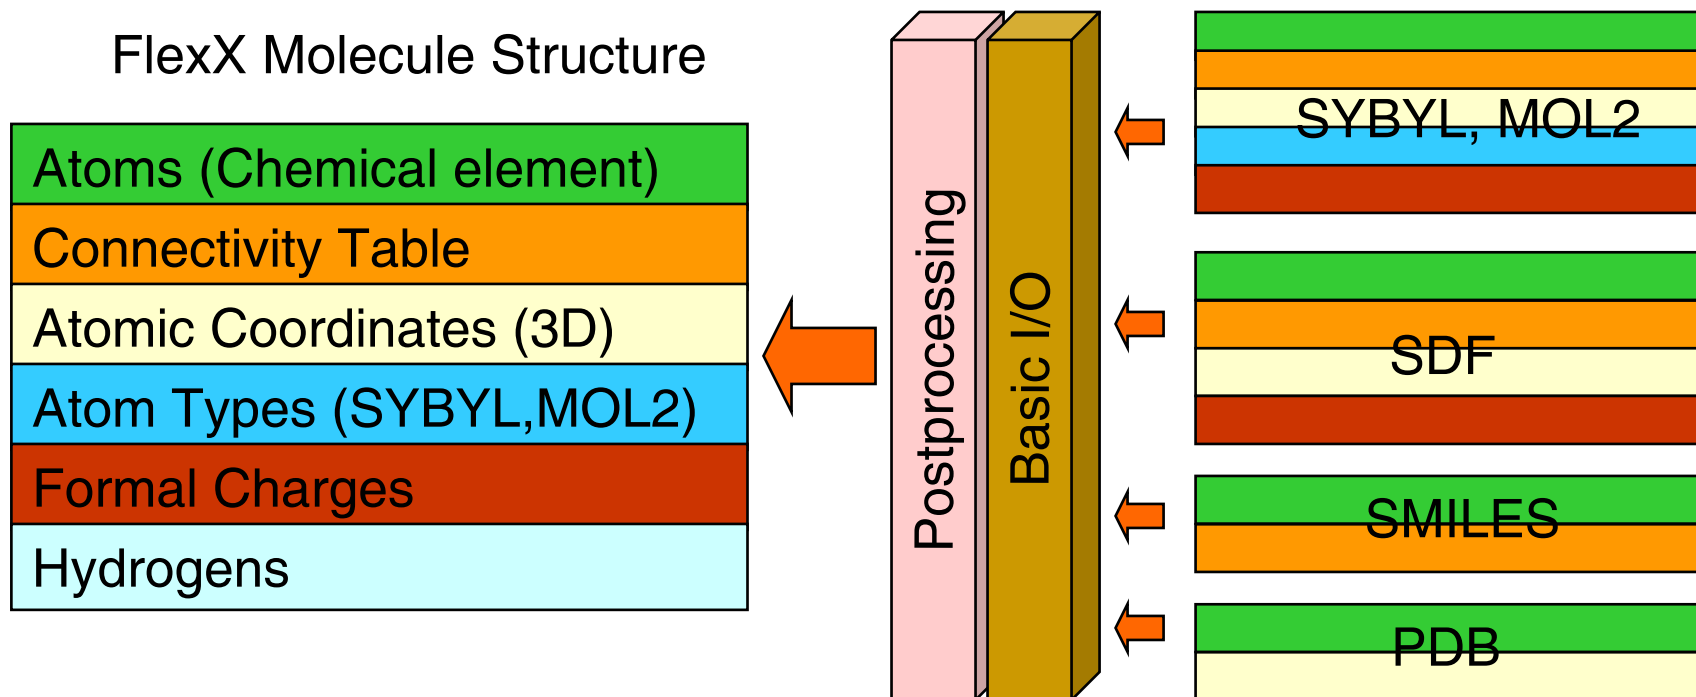 FlexX Molecule Structure
Atoms (Chemical element)
Connectivity Table
Atomic Coordinates (3D)
Atom Types (SYBYL,MOL2)
Formal Charges
Hydrogens
Postprocessing
Basic I/O
SYBYL, MOL2
SDF
SMILES
PDB